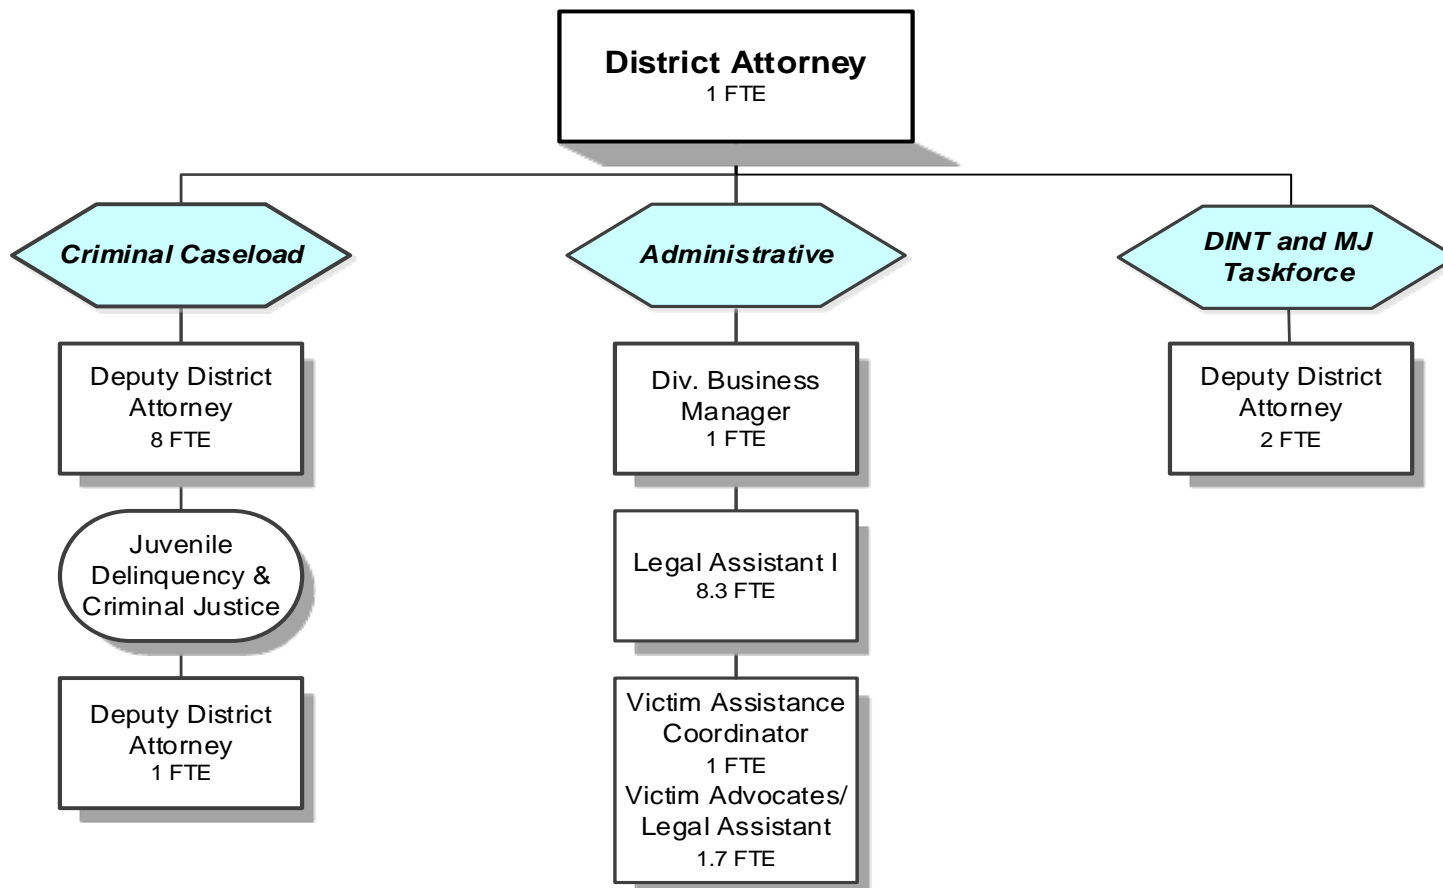 District Attorney
1 FTE
Criminal Caseload
Administrative
DINT and MJ
Taskforce
Deputy District
Attorney
8 FTE
Div. Business
Manager
1 FTE
Deputy District
Attorney
2 FTE
Juvenile
Delinquency &
Criminal Justice
Legal Assistant I
8.3 FTE
Deputy District
Attorney
1 FTE
Victim Assistance
Coordinator
1 FTE
Victim Advocates/
Legal Assistant
1.7 FTE